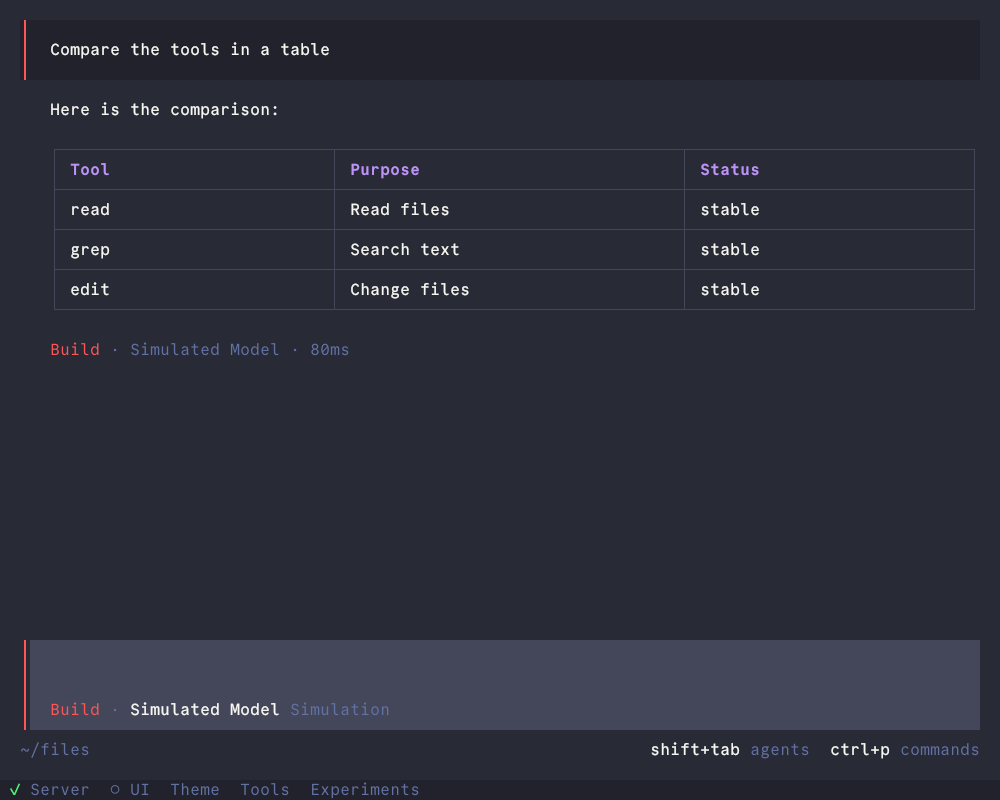 Compare the tools in a table
Here is the comparison:
Tool Purpose Status
read Read files stable
grep Search text stable
edit Change files stable
Build · Simulated Model · 80ms
Build · Simulated Model Simulation
~/files shift+tab agents ctrl+p commands
✓ Server ○ UI Theme Tools Experiments